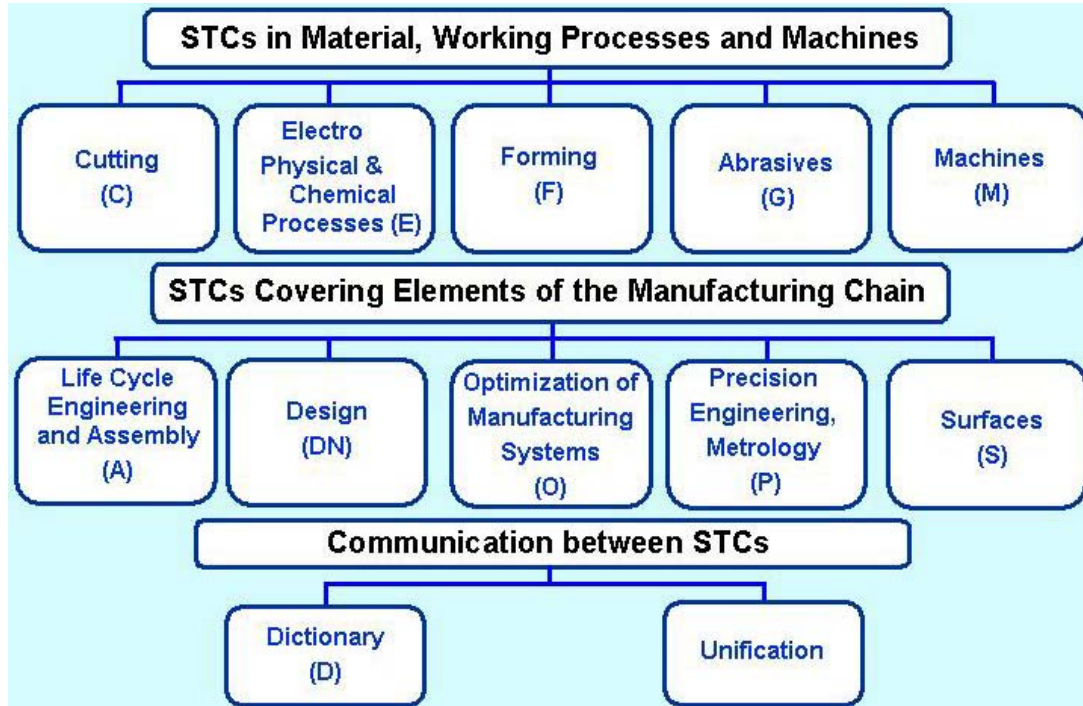 STCs in Material, Working Processes and Machines
Cutting
(C)
Electro
Physical &
Chemical
Processes (E)
Forming
(F)
Abrasives
(G)
Machines
(M)
STCs Covering Elements of the Manufacturing Chain
Life Cycle
Engineering
and Assembly
(A)
Design
(DN)
Optimization of
Manufacturing
Systems
(O)
Precision
Engineering,
Metrology
(P)
Surfaces
(S)
Communication between STCs
Dictionary
(D)
Unification